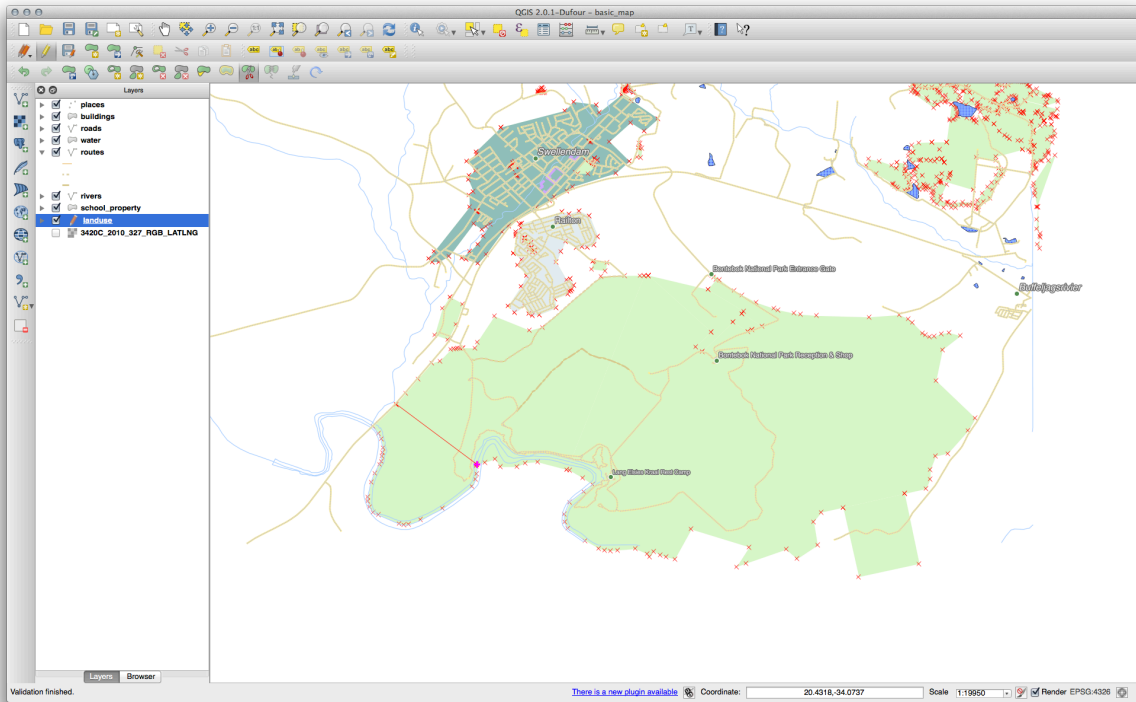 QGIS 2.0.1-Dufour - basic_map
Layers
places
buildings
roads
water
routes
rivers
school_property
landuse
3420C_2010_327_RGB_LATLNG
Swellendam
Railton
Bontebok National Park Entrance Gate
Buffeljagsrivier
Bontebok National Park Reception & Shop
Lang Elsies Kraal Rest Camp
Layers Browser
Validation finished. There is a new plugin available Coordinate: 20.4318,-34.0737 Scale 1:19950 Render EPSG:4326